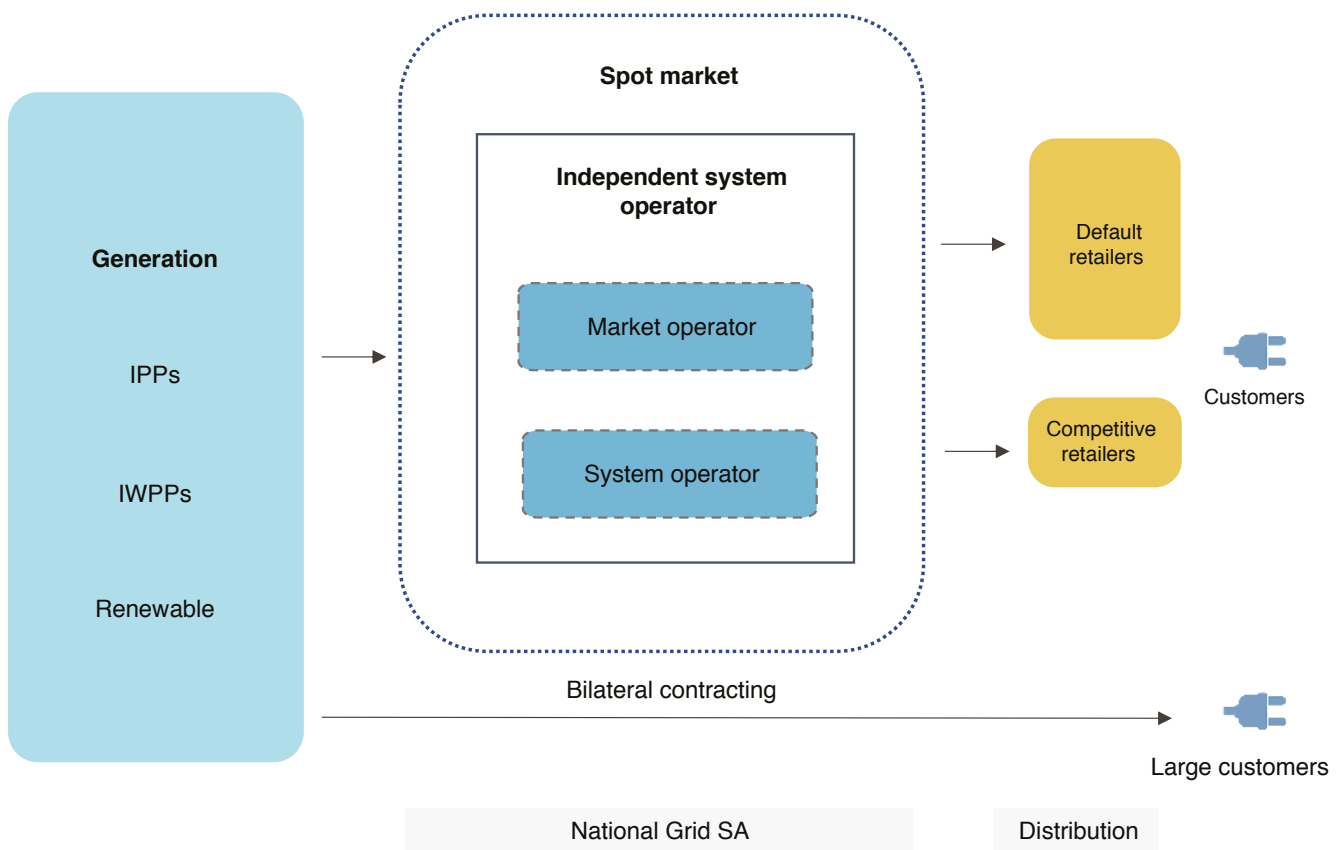 Generation
IPPs
IWPPs
Renewable
Spot market
Independent system
operator
Market operator
System operator
Default
retailers
Competitive
retailers
Customers
Bilateral contracting
Large customers
National Grid SA
Distribution